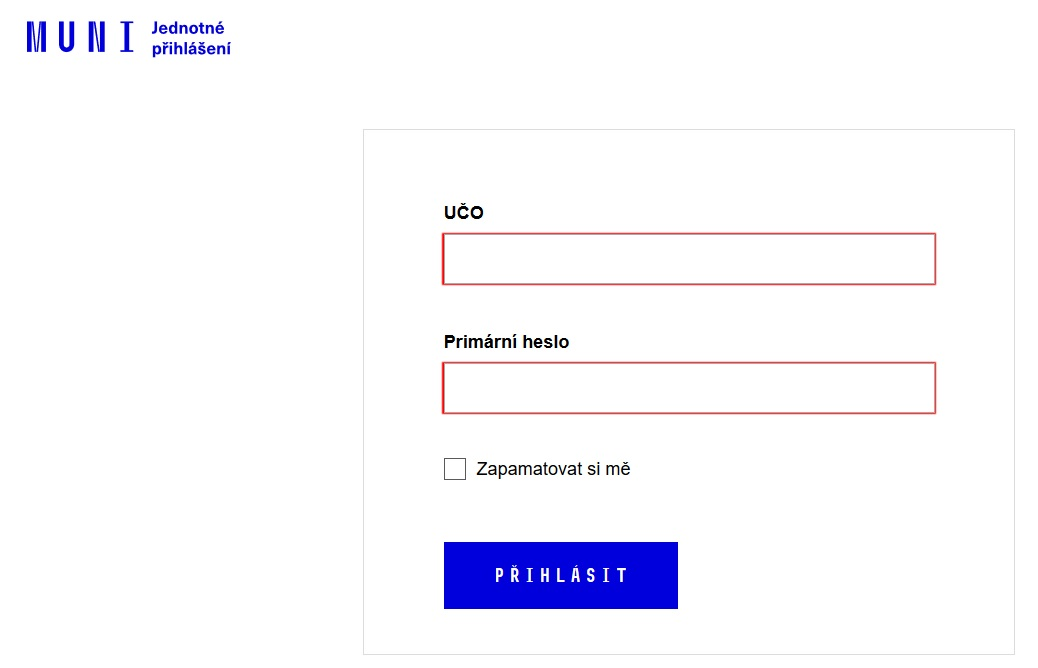 MUNI Jednotné
přihlášení
UČO
Primární heslo
Zapamatovat si mě
PŘIHLÁSIT